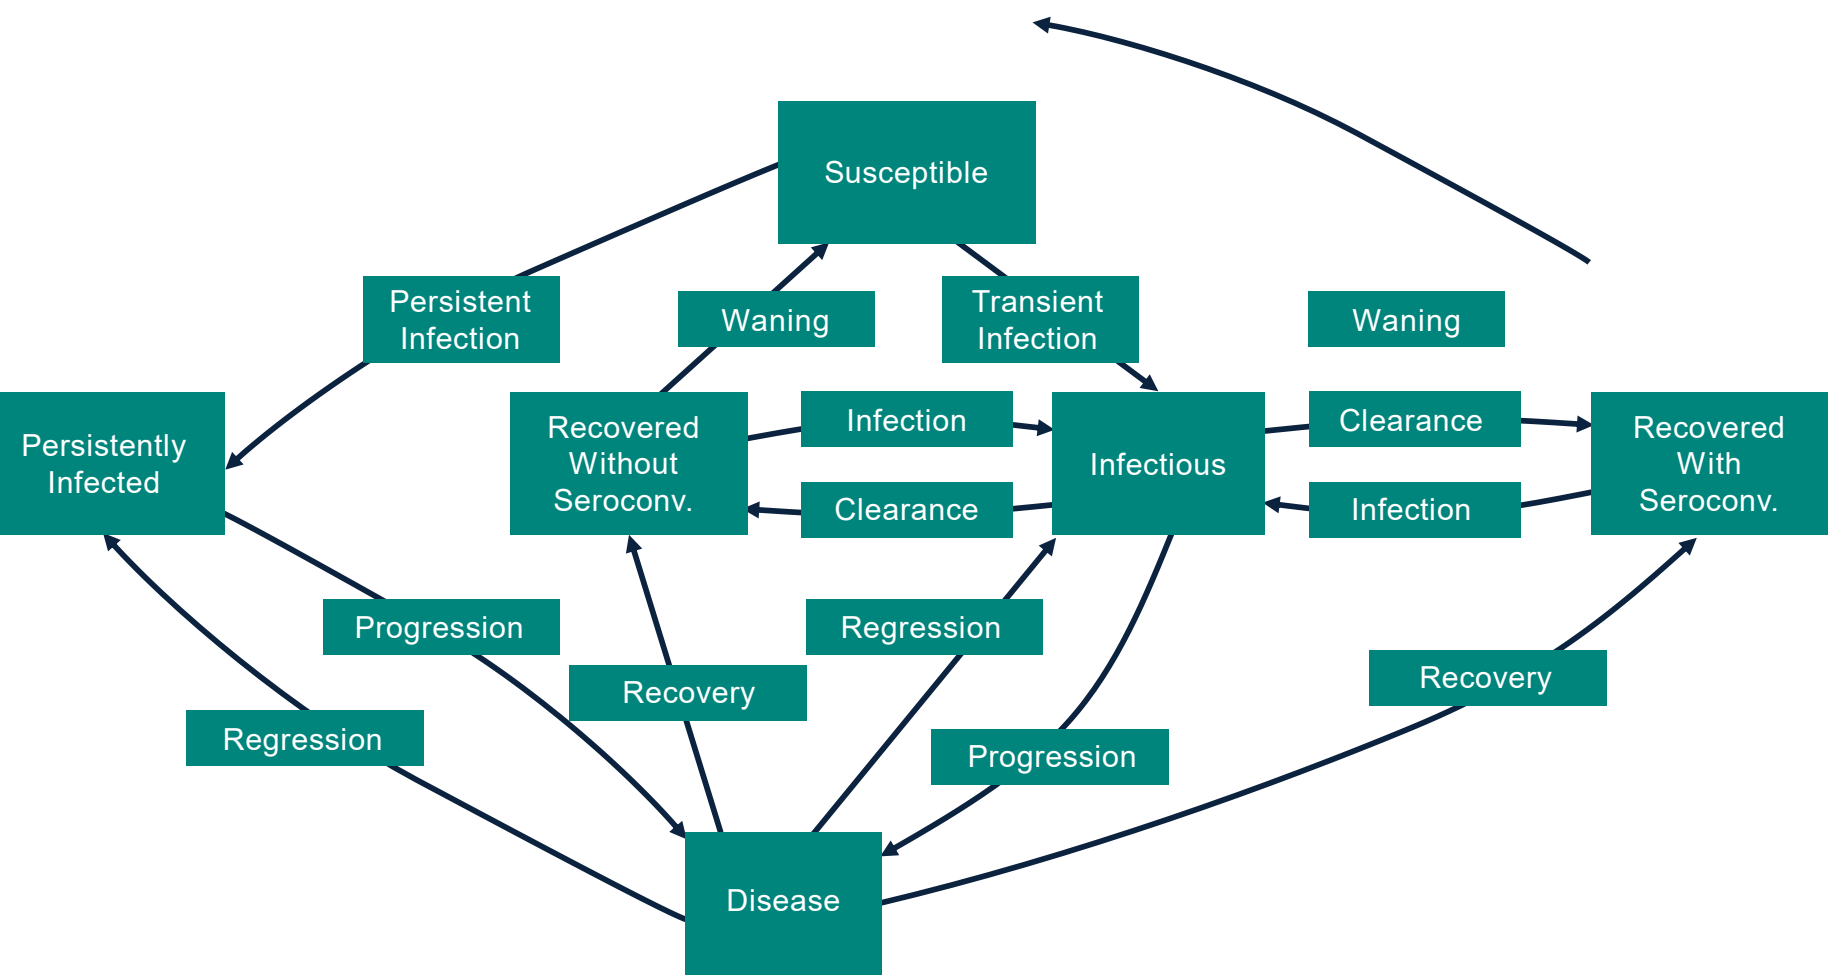 Susceptible
Persistent
Infection
Waning
Transient
Infection
Waning
Persistently
Infected
Recovered
Without
Seroconv.
Infection
Clearance
Infectious
Clearance
Infection
Recovered
With
Seroconv.
Progression
Regression
Recovery
Recovery
Regression
Progression
Disease